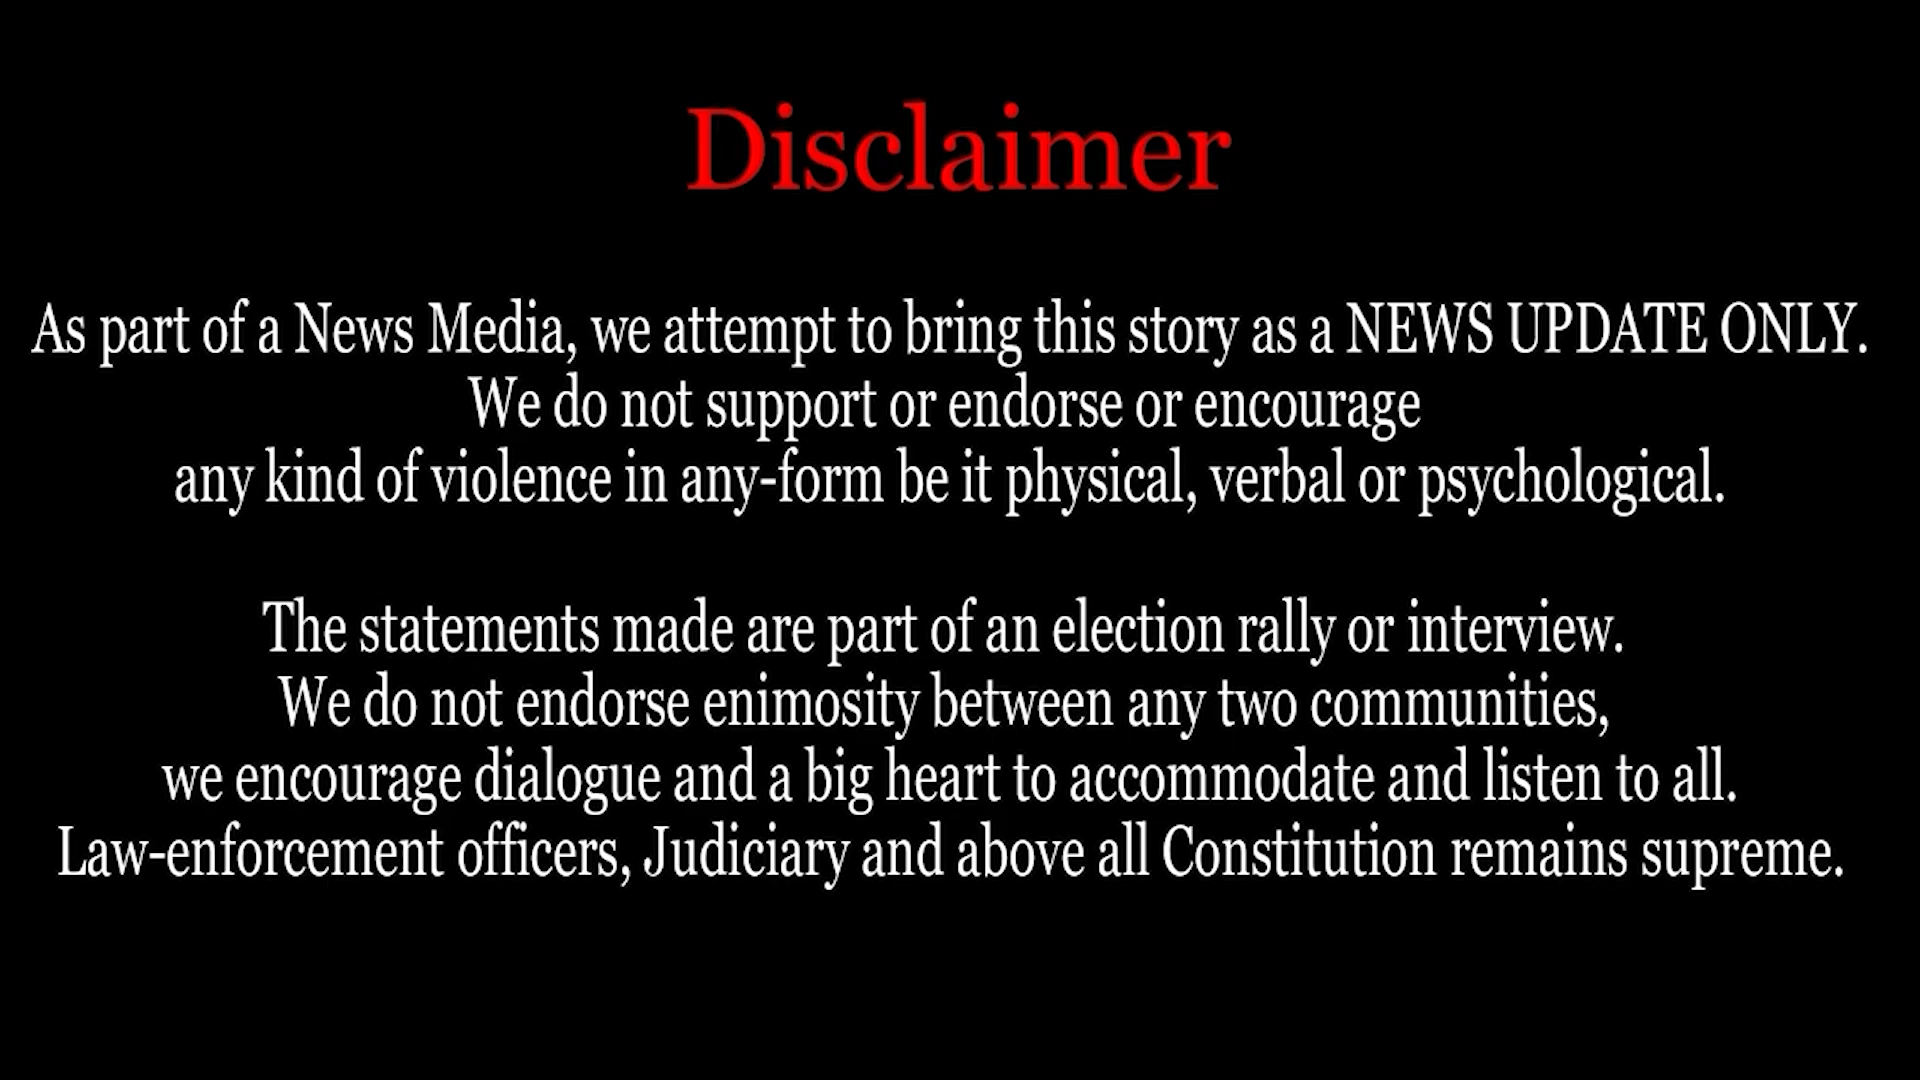 Disclaimer
As part of a News Media, we attempt to bring this story as a NEWS UPDATE ONLY.
We do not support or endorse or encourage
any kind of violence in any-form be it physical, verbal or psychological.
The statements made are part of an election rally or interview.
We do not endorse enimosity between any two communities,
we encourage dialogue and a big heart to accommodate and listen to all.
Law-enforcement officers, Judiciary and above all Constitution remains supreme.